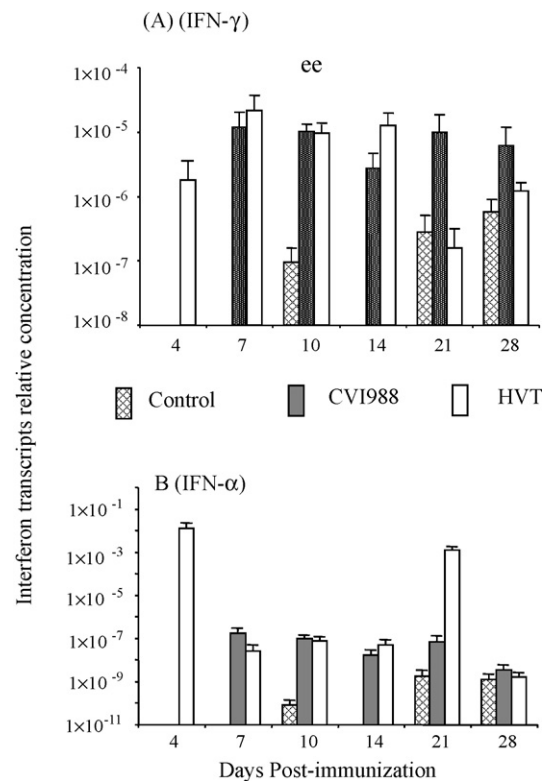 (A) (IFN-γ)
ee
1×10⁻⁴
1×10⁻⁵
1×10⁻⁶
1×10⁻⁷
1×10⁻⁸
4 7 10 14 21 28
Control CVI988 HVT
Interferon transcripts relative concentration
B (IFN-α)
1×10⁻¹
1×10⁻³
1×10⁻⁵
1×10⁻⁷
1×10⁻⁹
1×10⁻¹¹
4 7 10 14 21 28
Days Post-immunization